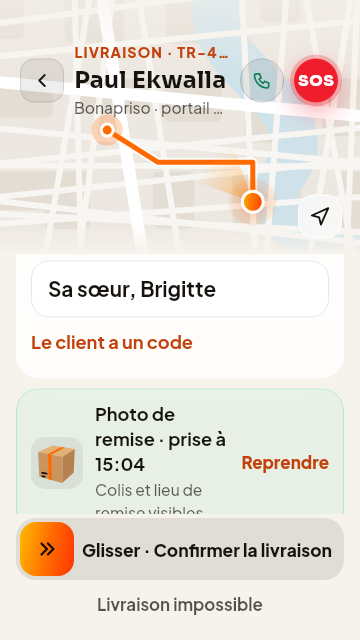 LIVRAISON · TR-4…
Paul Ekwalla
SOS
Bonapriso · portail …
Sa sœur, Brigitte
Le client a un code
Photo de
remise · prise à
15:04
Reprendre
Colis et lieu de
remise visibles
Glisser · Confirmer la livraison
Livraison impossible